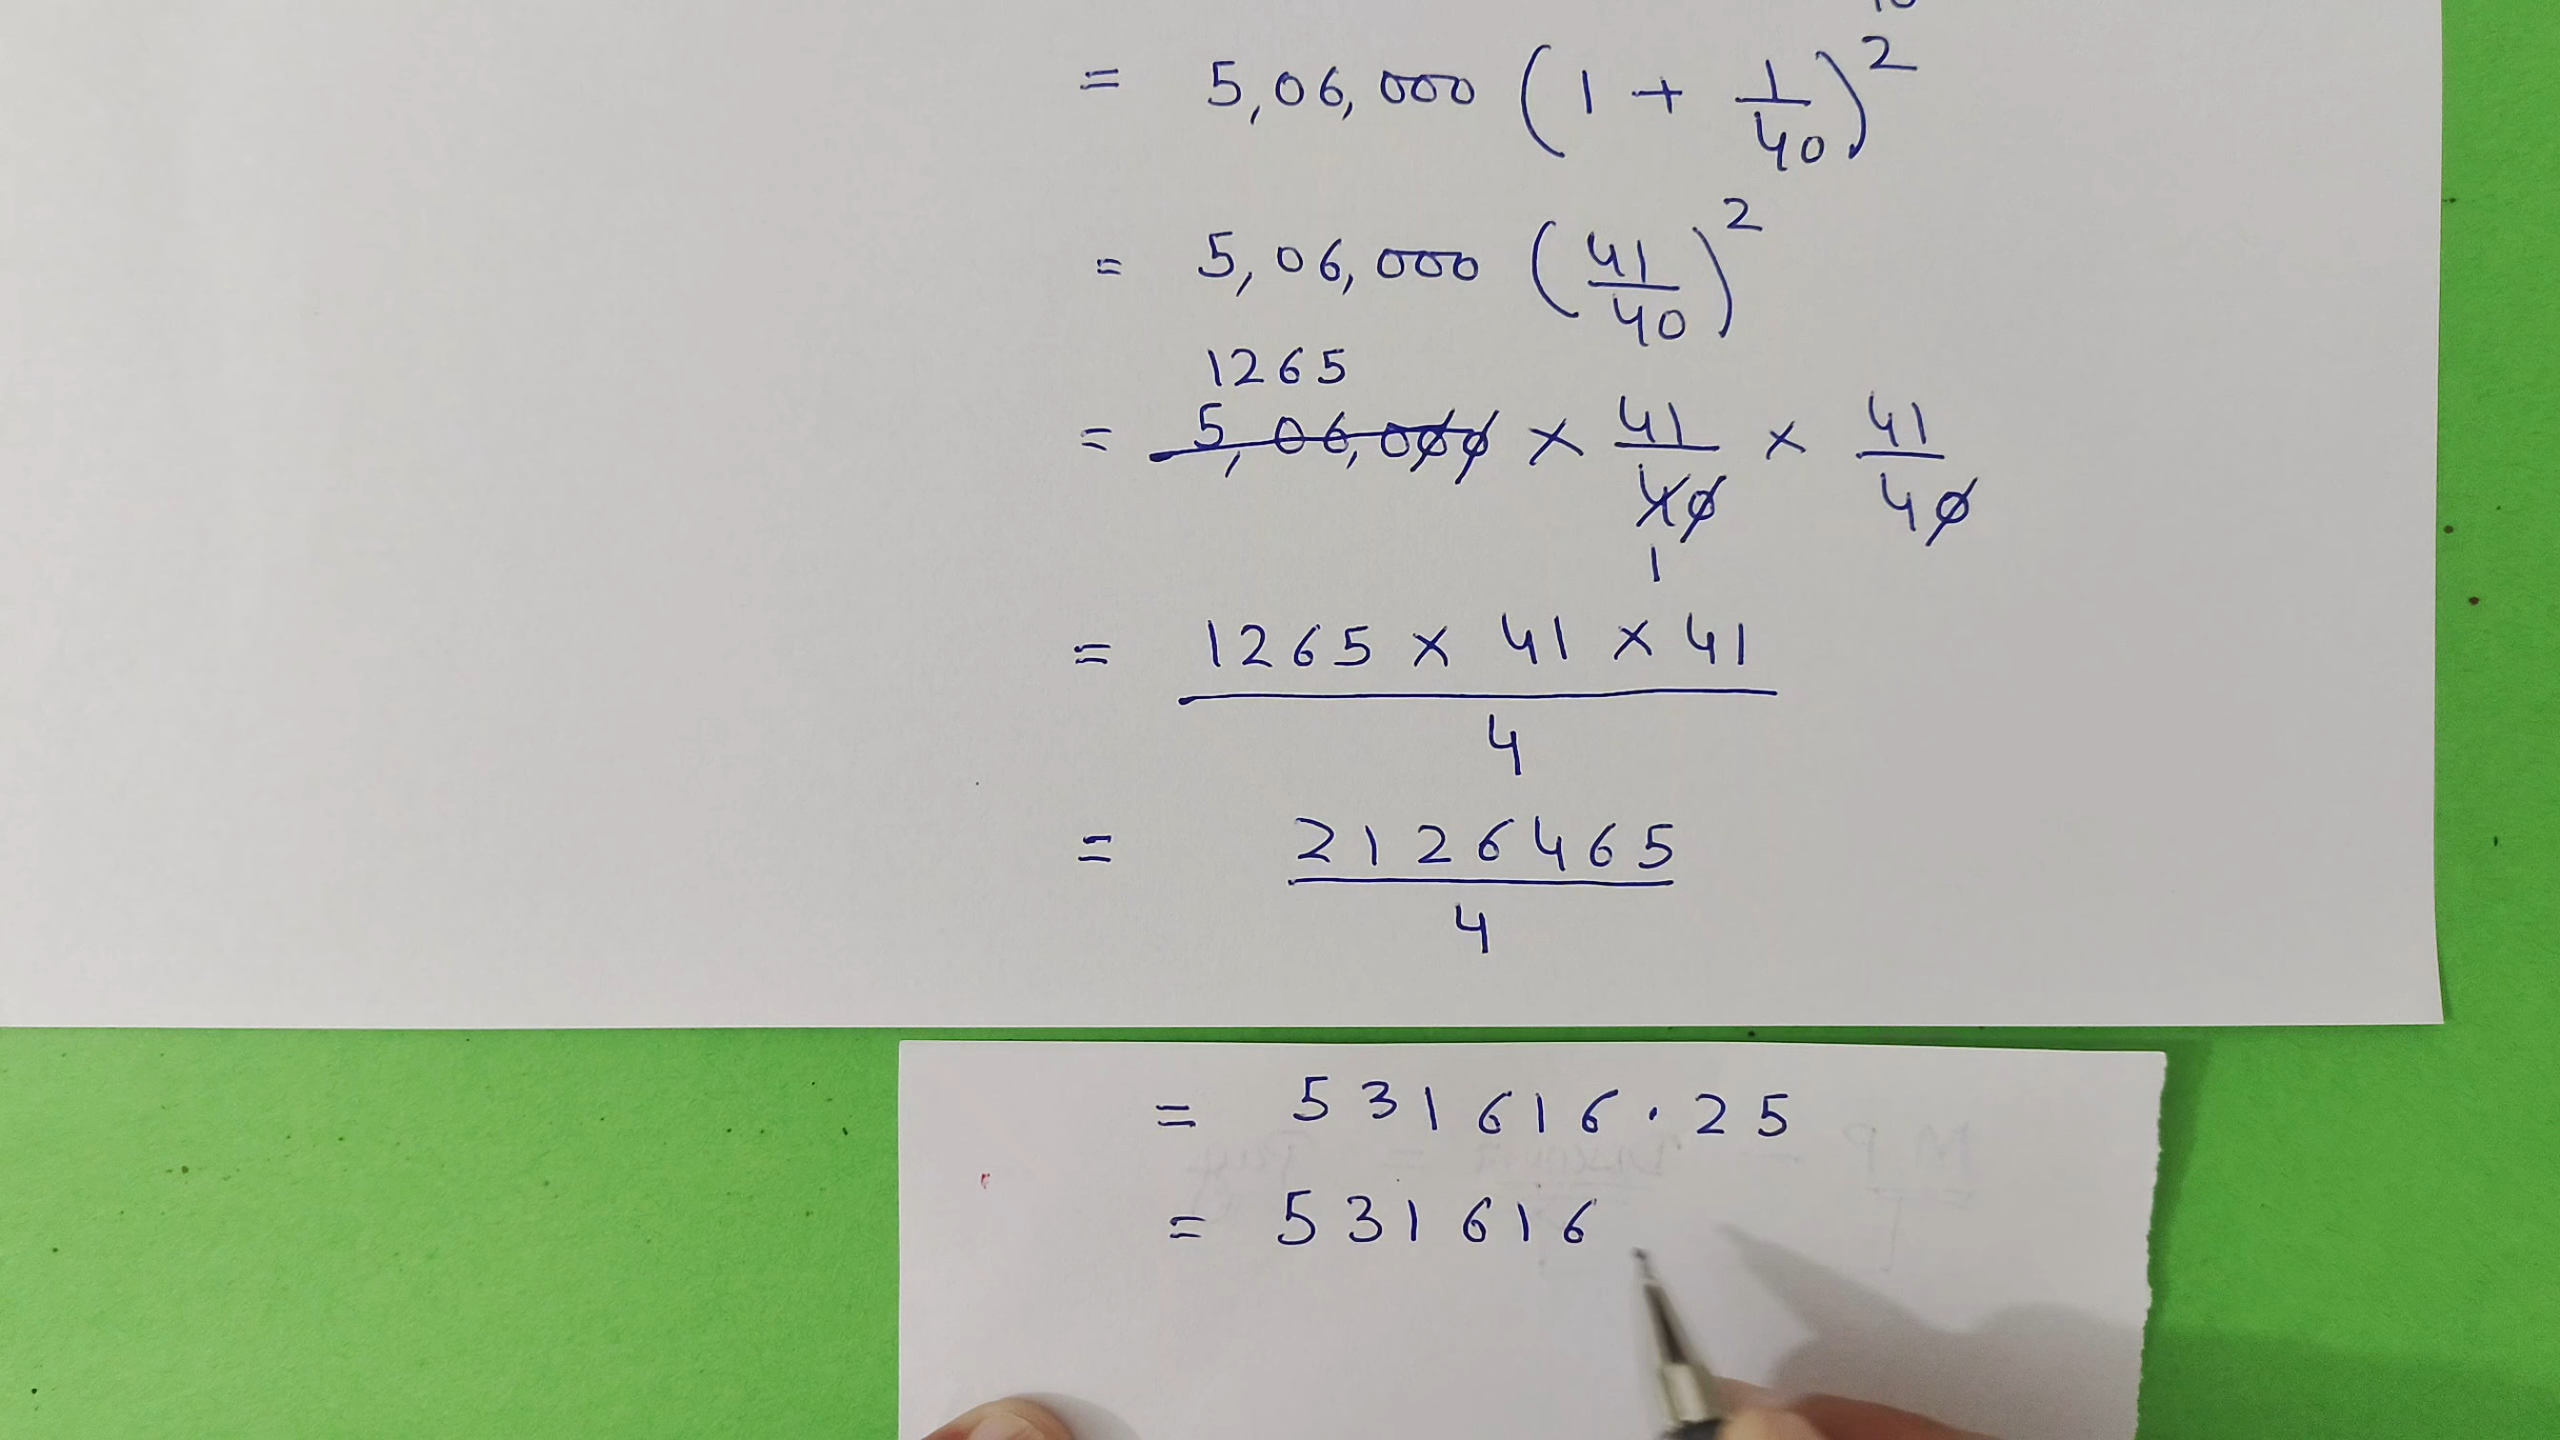 = 5,06,000 (1 + 1/40)²
= 5,06,000 (41/40)²
1265
= 5,06,000 × 41/40 × 41/40
1
= 1265 × 41 × 41
4
= 2126465
4
= 531616.25
= 531616